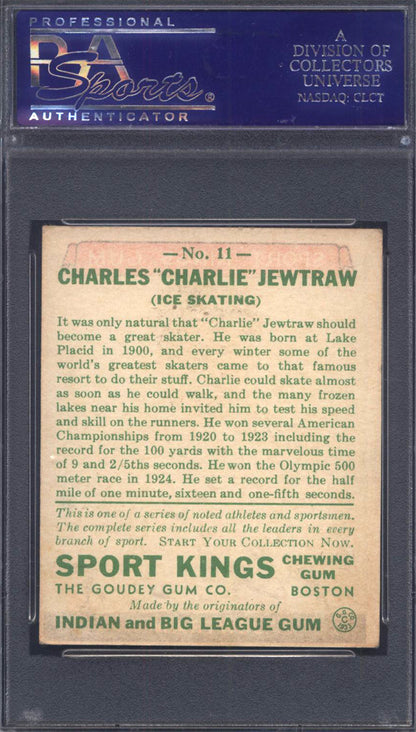 PROFESSIONAL
PSA
Sports®
AUTHENTICATOR
A
DIVISION OF
COLLECTORS
UNIVERSE
NASDAQ: CLCT
—No. 11—
CHARLES "CHARLIE" JEWTRAW
(ICE SKATING)
It was only natural that "Charlie" Jewtraw should
become a great skater. He was born at Lake
Placid in 1900, and every winter some of the
world's greatest skaters came to that famous
resort to do their stuff. Charlie could skate almost
as soon as he could walk, and the many frozen
lakes near his home invited him to test his speed
and skill on the runners. He won several American
Championships from 1920 to 1923 including the
record for the 100 yards with the marvelous time
of 9 and 2/5ths seconds. He won the Olympic 500
meter race in 1924. He set a record for the half
mile of one minute, sixteen and one-fifth seconds.
This is one of a series of noted athletes and sportsmen.
The complete series includes all the leaders in every
branch of sport. START YOUR COLLECTION NOW.
SPORT KINGS CHEWING GUM
THE GOUDEY GUM CO. BOSTON
Made by the originators of
INDIAN and BIG LEAGUE GUM